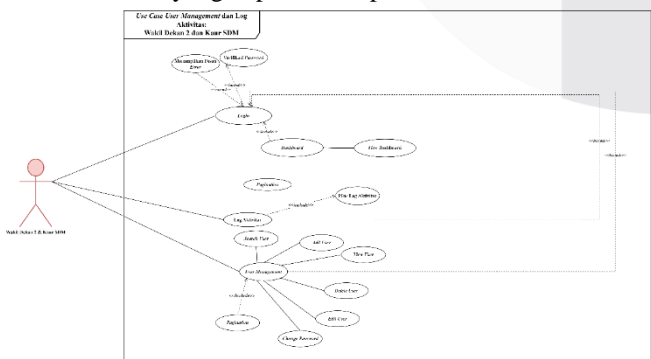 Use Case User Management dan Log
Aktivitas:
Wakil Dekan 2 dan Kaur SDM
Menampilkan Pesan
Error
Verifikasi Password
<<include>>
Login
<<include>>
Dashboard
View Dashboard
Pagination
View Log Aktivitas
<<include>>
Log Aktivitas
Search User
Add User
View User
User Management
Delete User
<<include>>
Pagination
Edit User
Change Password
Wakil Dekan 2 & Kaur SDM